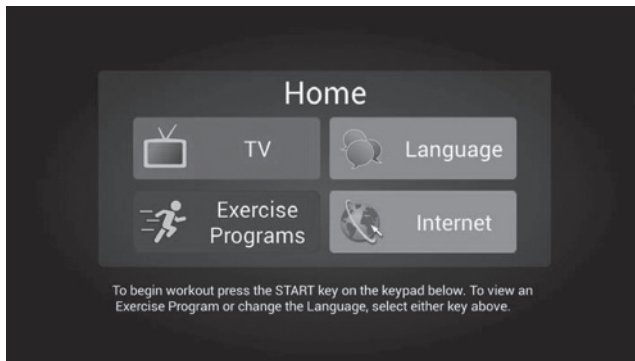 Home
TV
Language
Exercise
Programs
Internet
To begin workout press the START key on the keypad below. To view an
Exercise Program or change the Language, select either key above.